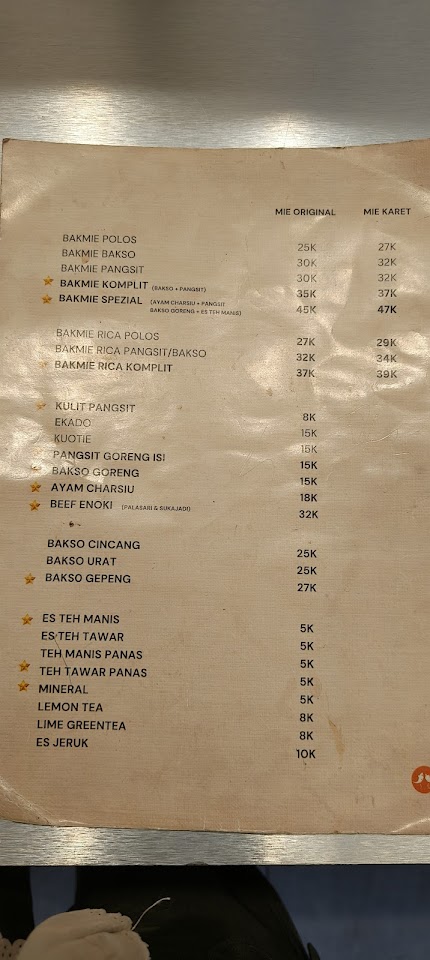 MIE ORIGINAL MIE KARET
BAKMIE POLOS 25K 27K
BAKMIE BAKSO 30K 32K
BAKMIE PANGSIT 30K 32K
BAKMIE KOMPLIT (BAKSO + PANGSIT) 35K 37K
BAKMIE SPEZIAL (AYAM CHARSIU + PANGSIT 45K 47K
BAKSO GORENG + ES TEH MANIS)
BAKMIE RICA POLOS 27K 29K
BAKMIE RICA PANGSIT/BAKSO 32K 34K
BAKMIE RICA KOMPLIT 37K 39K
KULIT PANGSIT 8K
EKADO 15K
KUOTIE 15K
PANGSIT GORENG ISI 15K
BAKSO GORENG 15K
AYAM CHARSIU 18K
BEEF ENOKI (PALASARI & SUKAJADI) 32K
BAKSO CINCANG 25K
BAKSO URAT 25K
BAKSO GEPENG 27K
ES TEH MANIS 5K
ES TEH TAWAR 5K
TEH MANIS PANAS 5K
TEH TAWAR PANAS 5K
MINERAL 5K
LEMON TEA 8K
LIME GREENTEA 8K
ES JERUK 10K